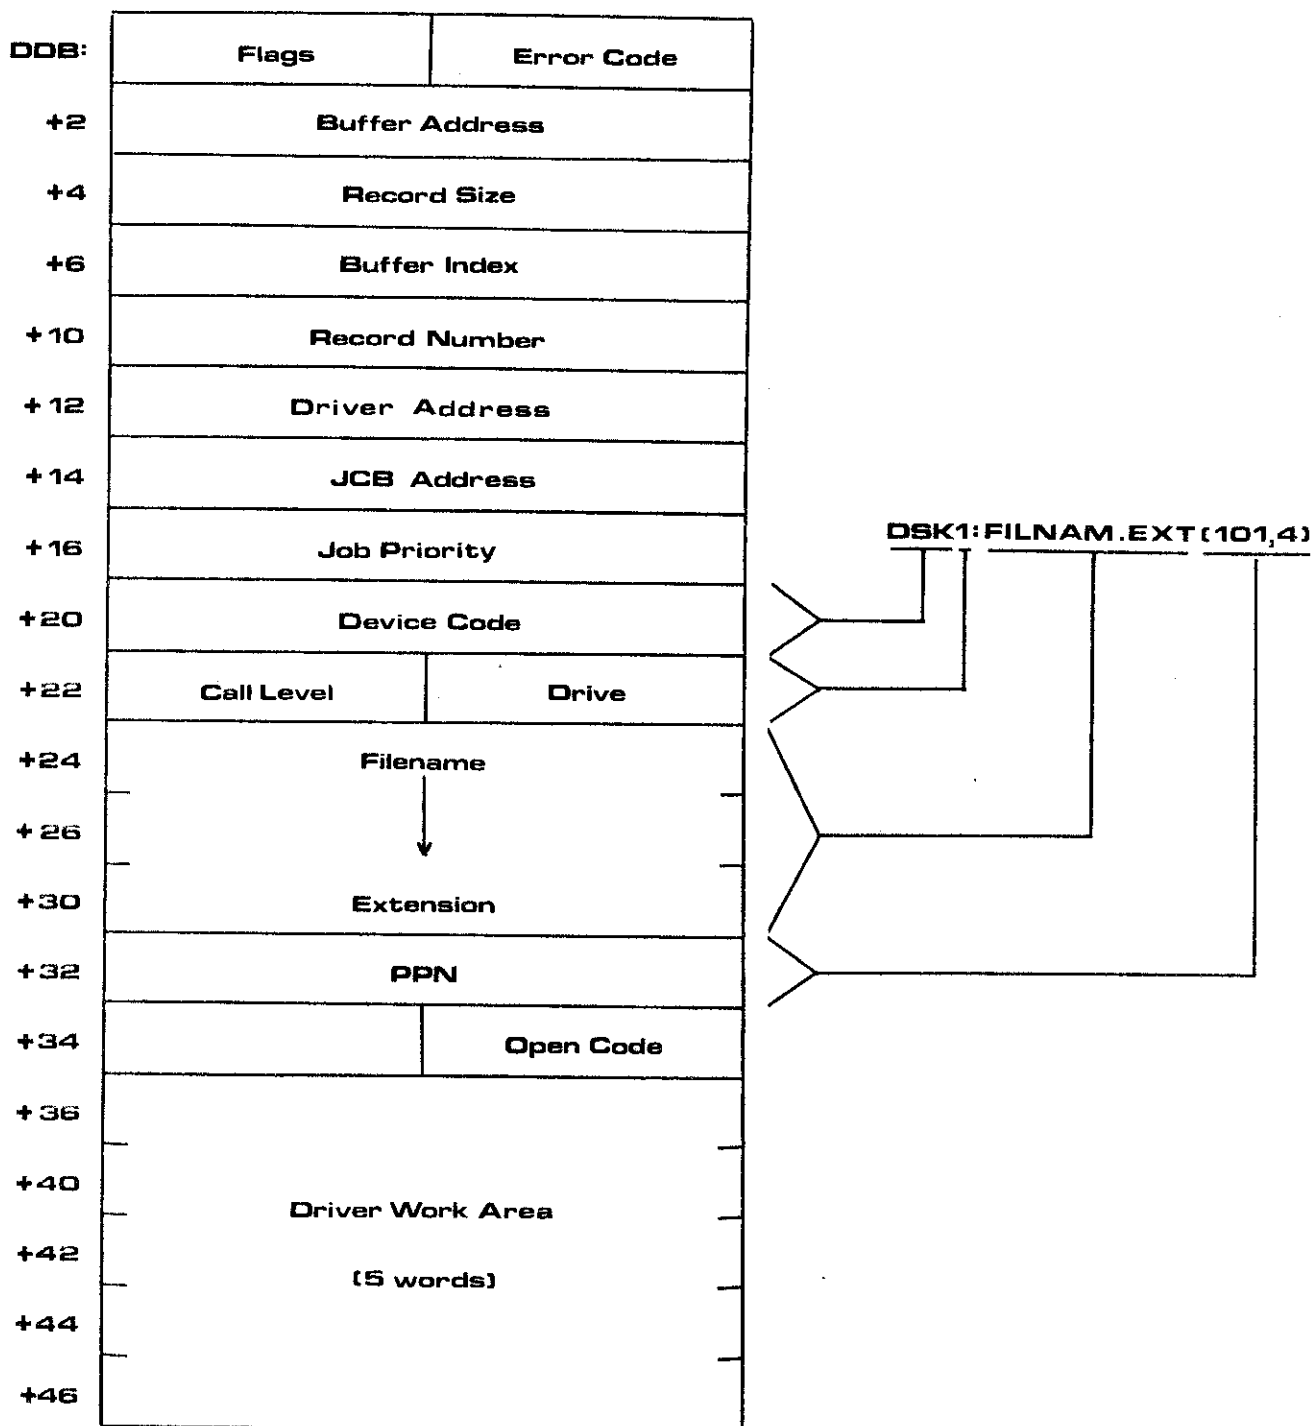 DDB: Flags Error Code
+2 Buffer Address
+4 Record Size
+6 Buffer Index
+10 Record Number
+12 Driver Address
+14 JCB Address
+16 Job Priority
DSK1:FILNAM.EXT(101,4)
+20 Device Code
+22 Call Level Drive
+24 Filename
+26
+30 Extension
+32 PPN
+34 Open Code
+36
+40
Driver Work Area
+42
(5 words)
+44
+46